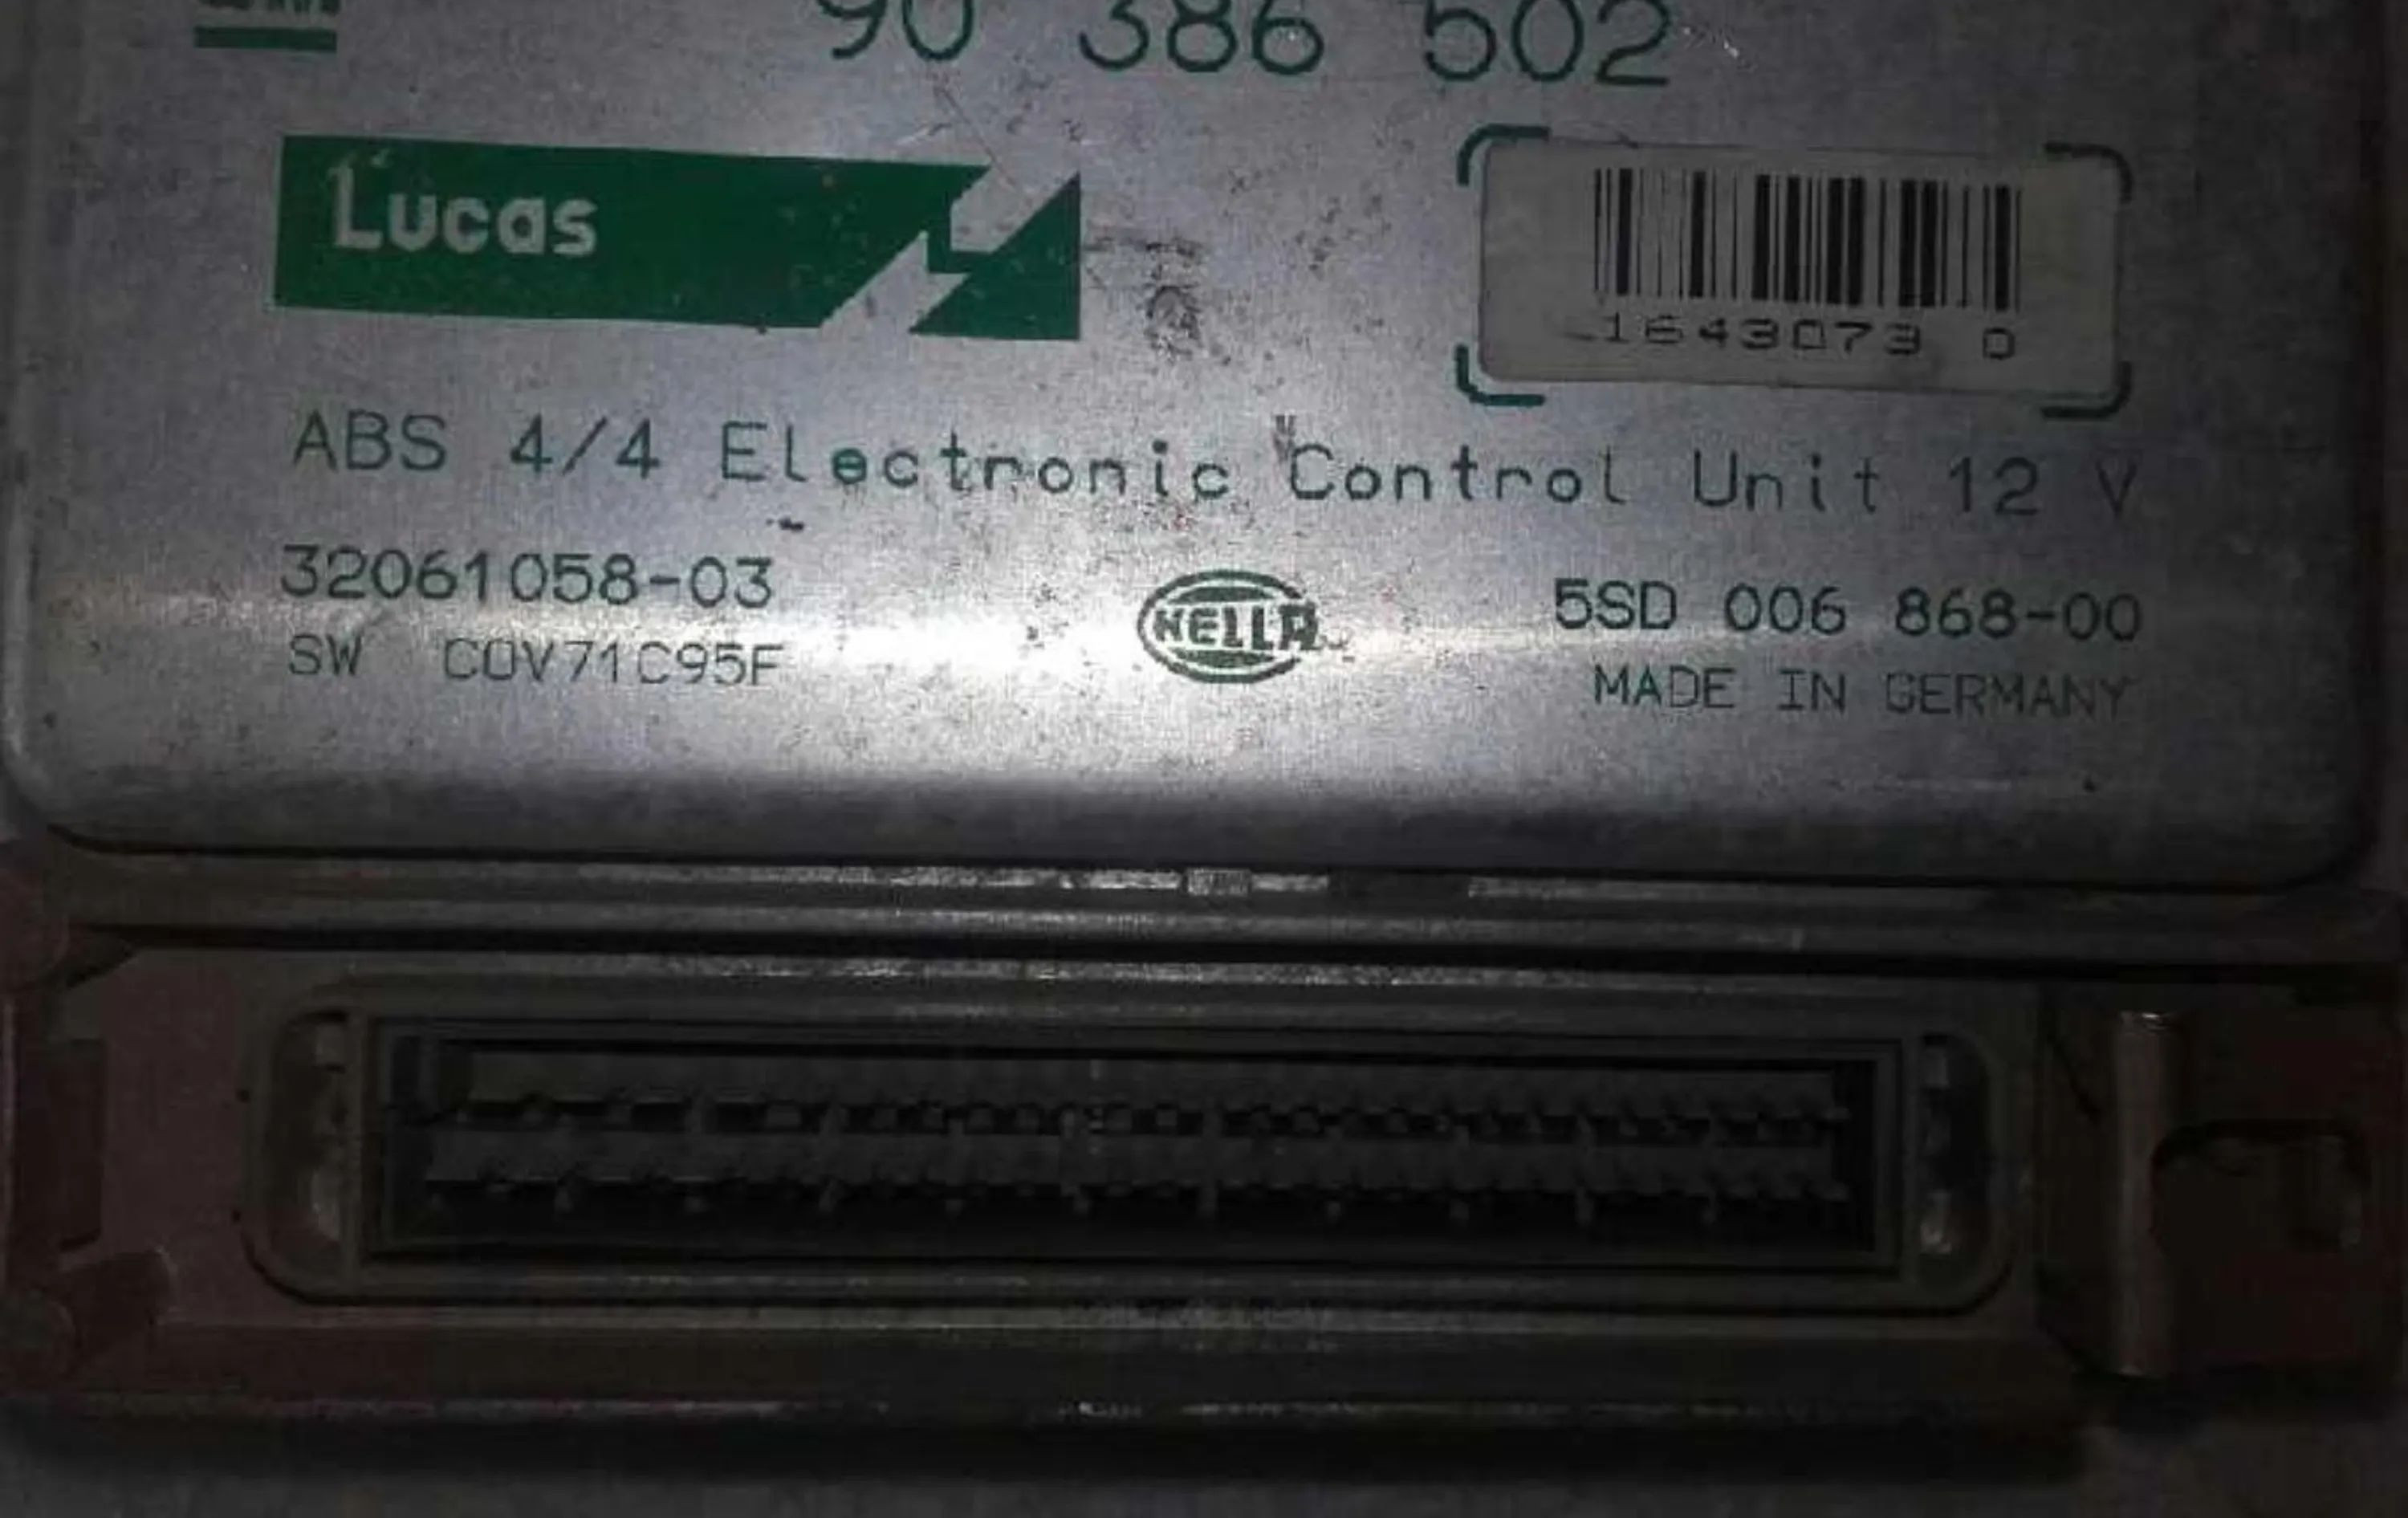 90 386 502
Lucas
1643073 0
ABS 4/4 Electronic Control Unit 12 V
32061058-03
HELLA
5SD 006 868-00
SW COV71C95F
MADE IN GERMANY